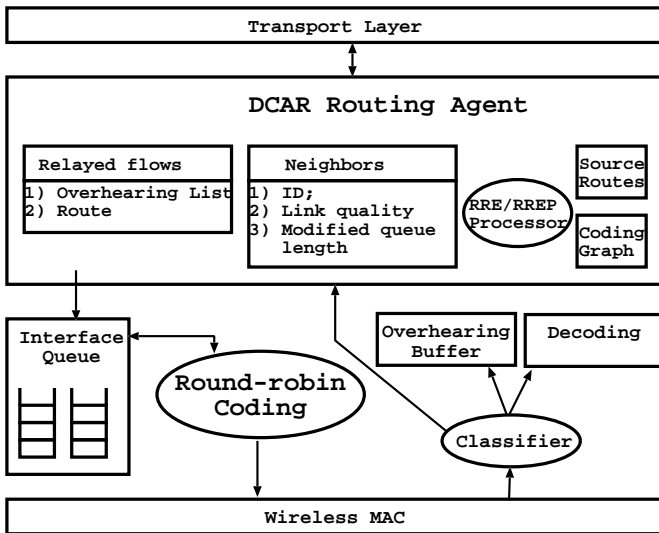 Transport Layer
DCAR Routing Agent
Relayed flows
1) Overhearing List
2) Route
Neighbors
1) ID;
2) Link quality
3) Modified queue
length
RRE/RREP
Processor
Source
Routes
Coding
Graph
Interface
Queue
Round-robin
Coding
Overhearing
Buffer
Decoding
Classifier
Wireless MAC